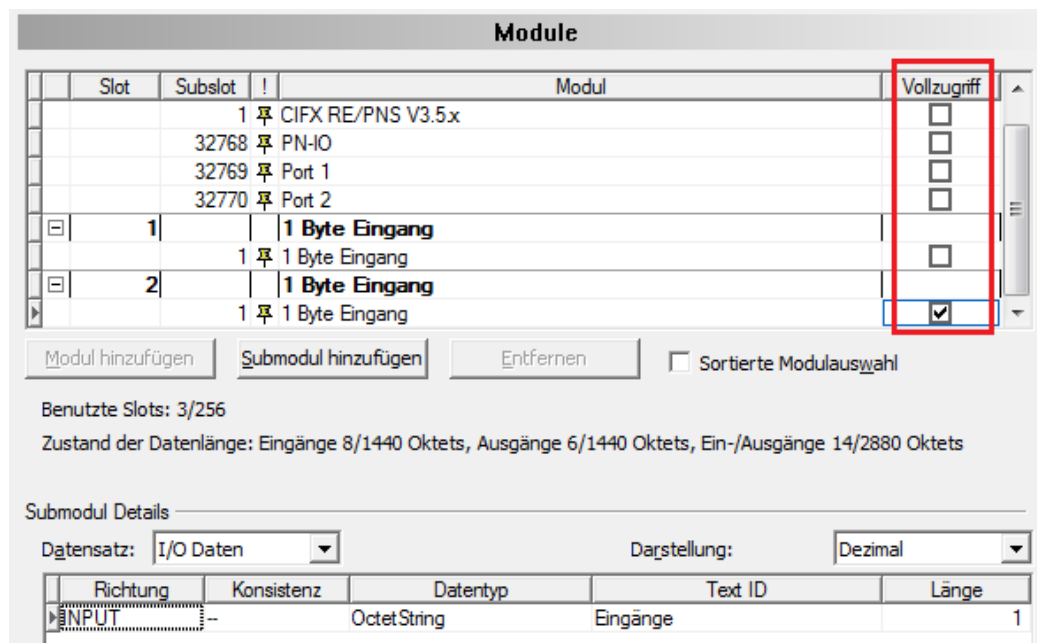 Module
Slot Subslot ! Modul Vollzugriff
1 CIFX RE/PNS V3.5.x
32768 PN-IO
32769 Port 1
32770 Port 2
1 1 Byte Eingang
1 1 Byte Eingang
2 1 Byte Eingang
1 1 Byte Eingang
Modul hinzufügen Submodul hinzufügen Entfernen Sortierte Modulauswahl
Benutzte Slots: 3/256
Zustand der Datenlänge: Eingänge 8/1440 Oktets, Ausgänge 6/1440 Oktets, Ein-/Ausgänge 14/2880 Oktets
Submodul Details
Datensatz: I/O Daten Darstellung: Dezimal
Richtung Konsistenz Datentyp Text ID Länge
INPUT -- OctetString Eingänge 1